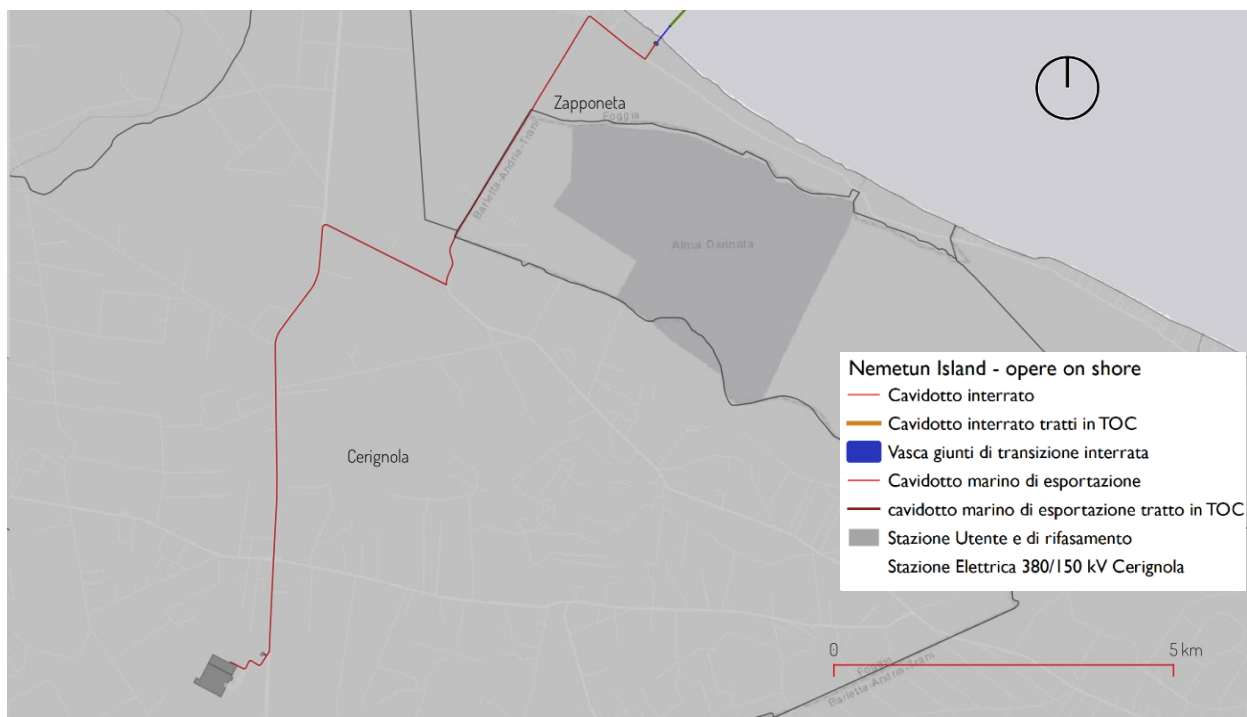 Zapponeta
Foggia
Barletta-Andria-Trani
Alma Dannata
Cerignola
Nemetun Island - opere on shore
Cavidotto interrato
Cavidotto interrato tratti in TOC
Vasca giunti di transizione interrata
Cavidotto marino di esportazione
cavidotto marino di esportazione tratto in TOC
Stazione Utente e di rifasamento
Stazione Elettrica 380/150 kV Cerignola
0
5 km
Foggia
Barletta-Andria-Trani